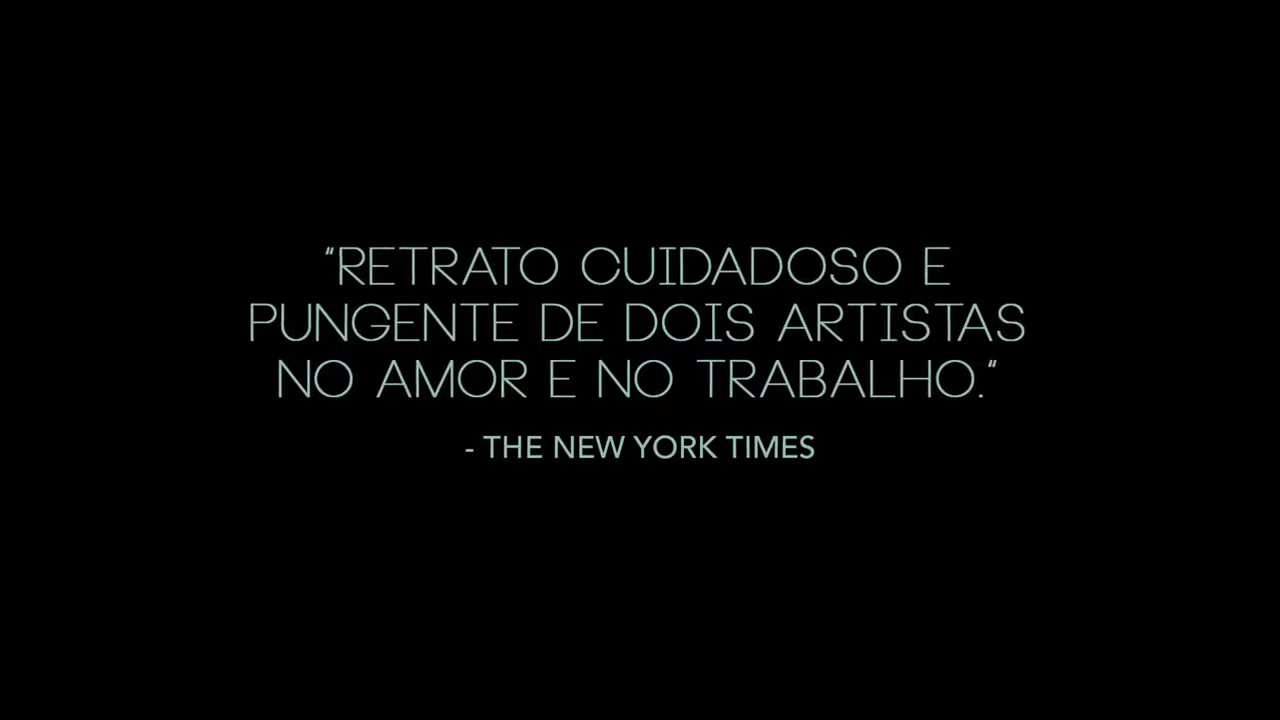 “RETRATO CUIDADOSO E
PUNGENTE DE DOIS ARTISTAS
NO AMOR E NO TRABALHO.“
- THE NEW YORK TIMES